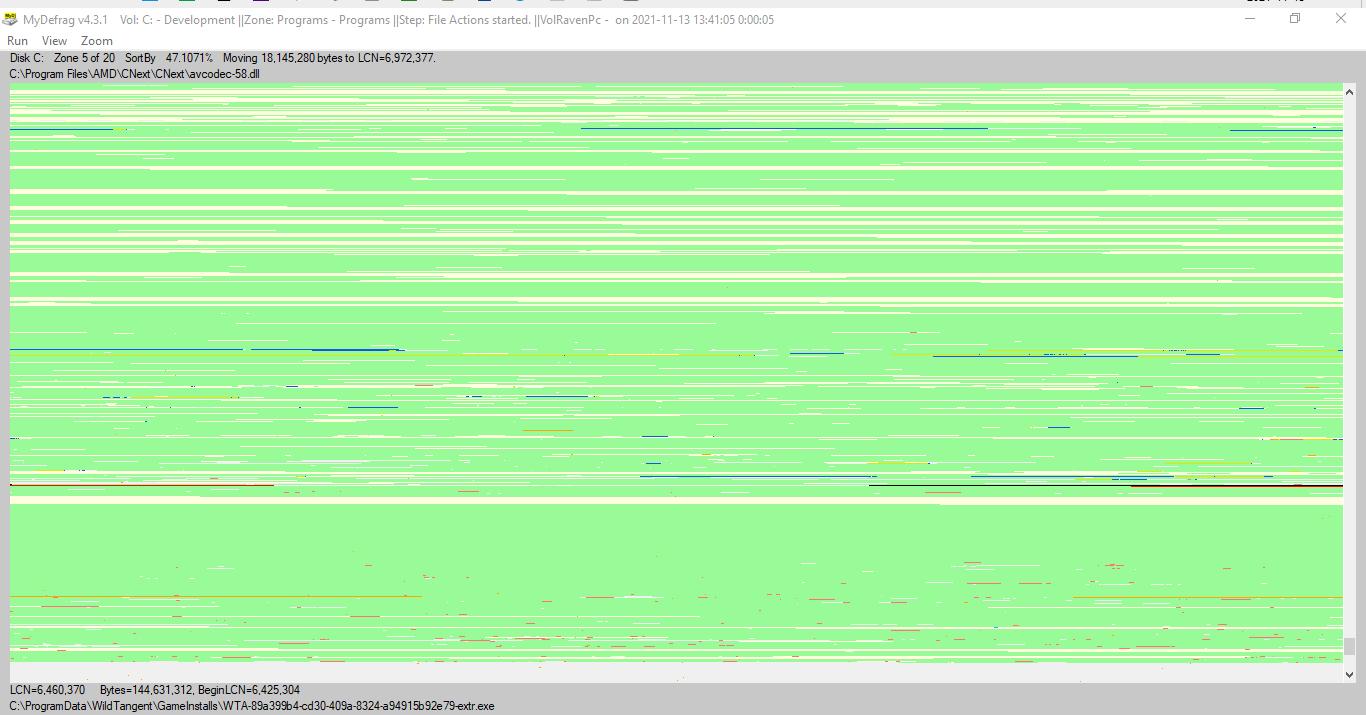 MyDefrag v4.3.1 Vol: C: - Development ||Zone: Programs - Programs ||Step: File Actions started. ||VolRavenPc - on 2021-11-13 13:41:05 0:00:05
Run View Zoom
Disk C: Zone 5 of 20 SortBy 47.1071% Moving 18,145,280 bytes to LCN=6,972,377.
C:\Program Files\AMD\CNext\CNext\avcodec-58.dll
LCN=6,460,370 Bytes=144,631,312, BeginLCN=6,425,304
C:\ProgramData\WildTangent\GameInstalls\WTA-89a399b4-cd30-409a-8324-a94915b92e79-extr.exe